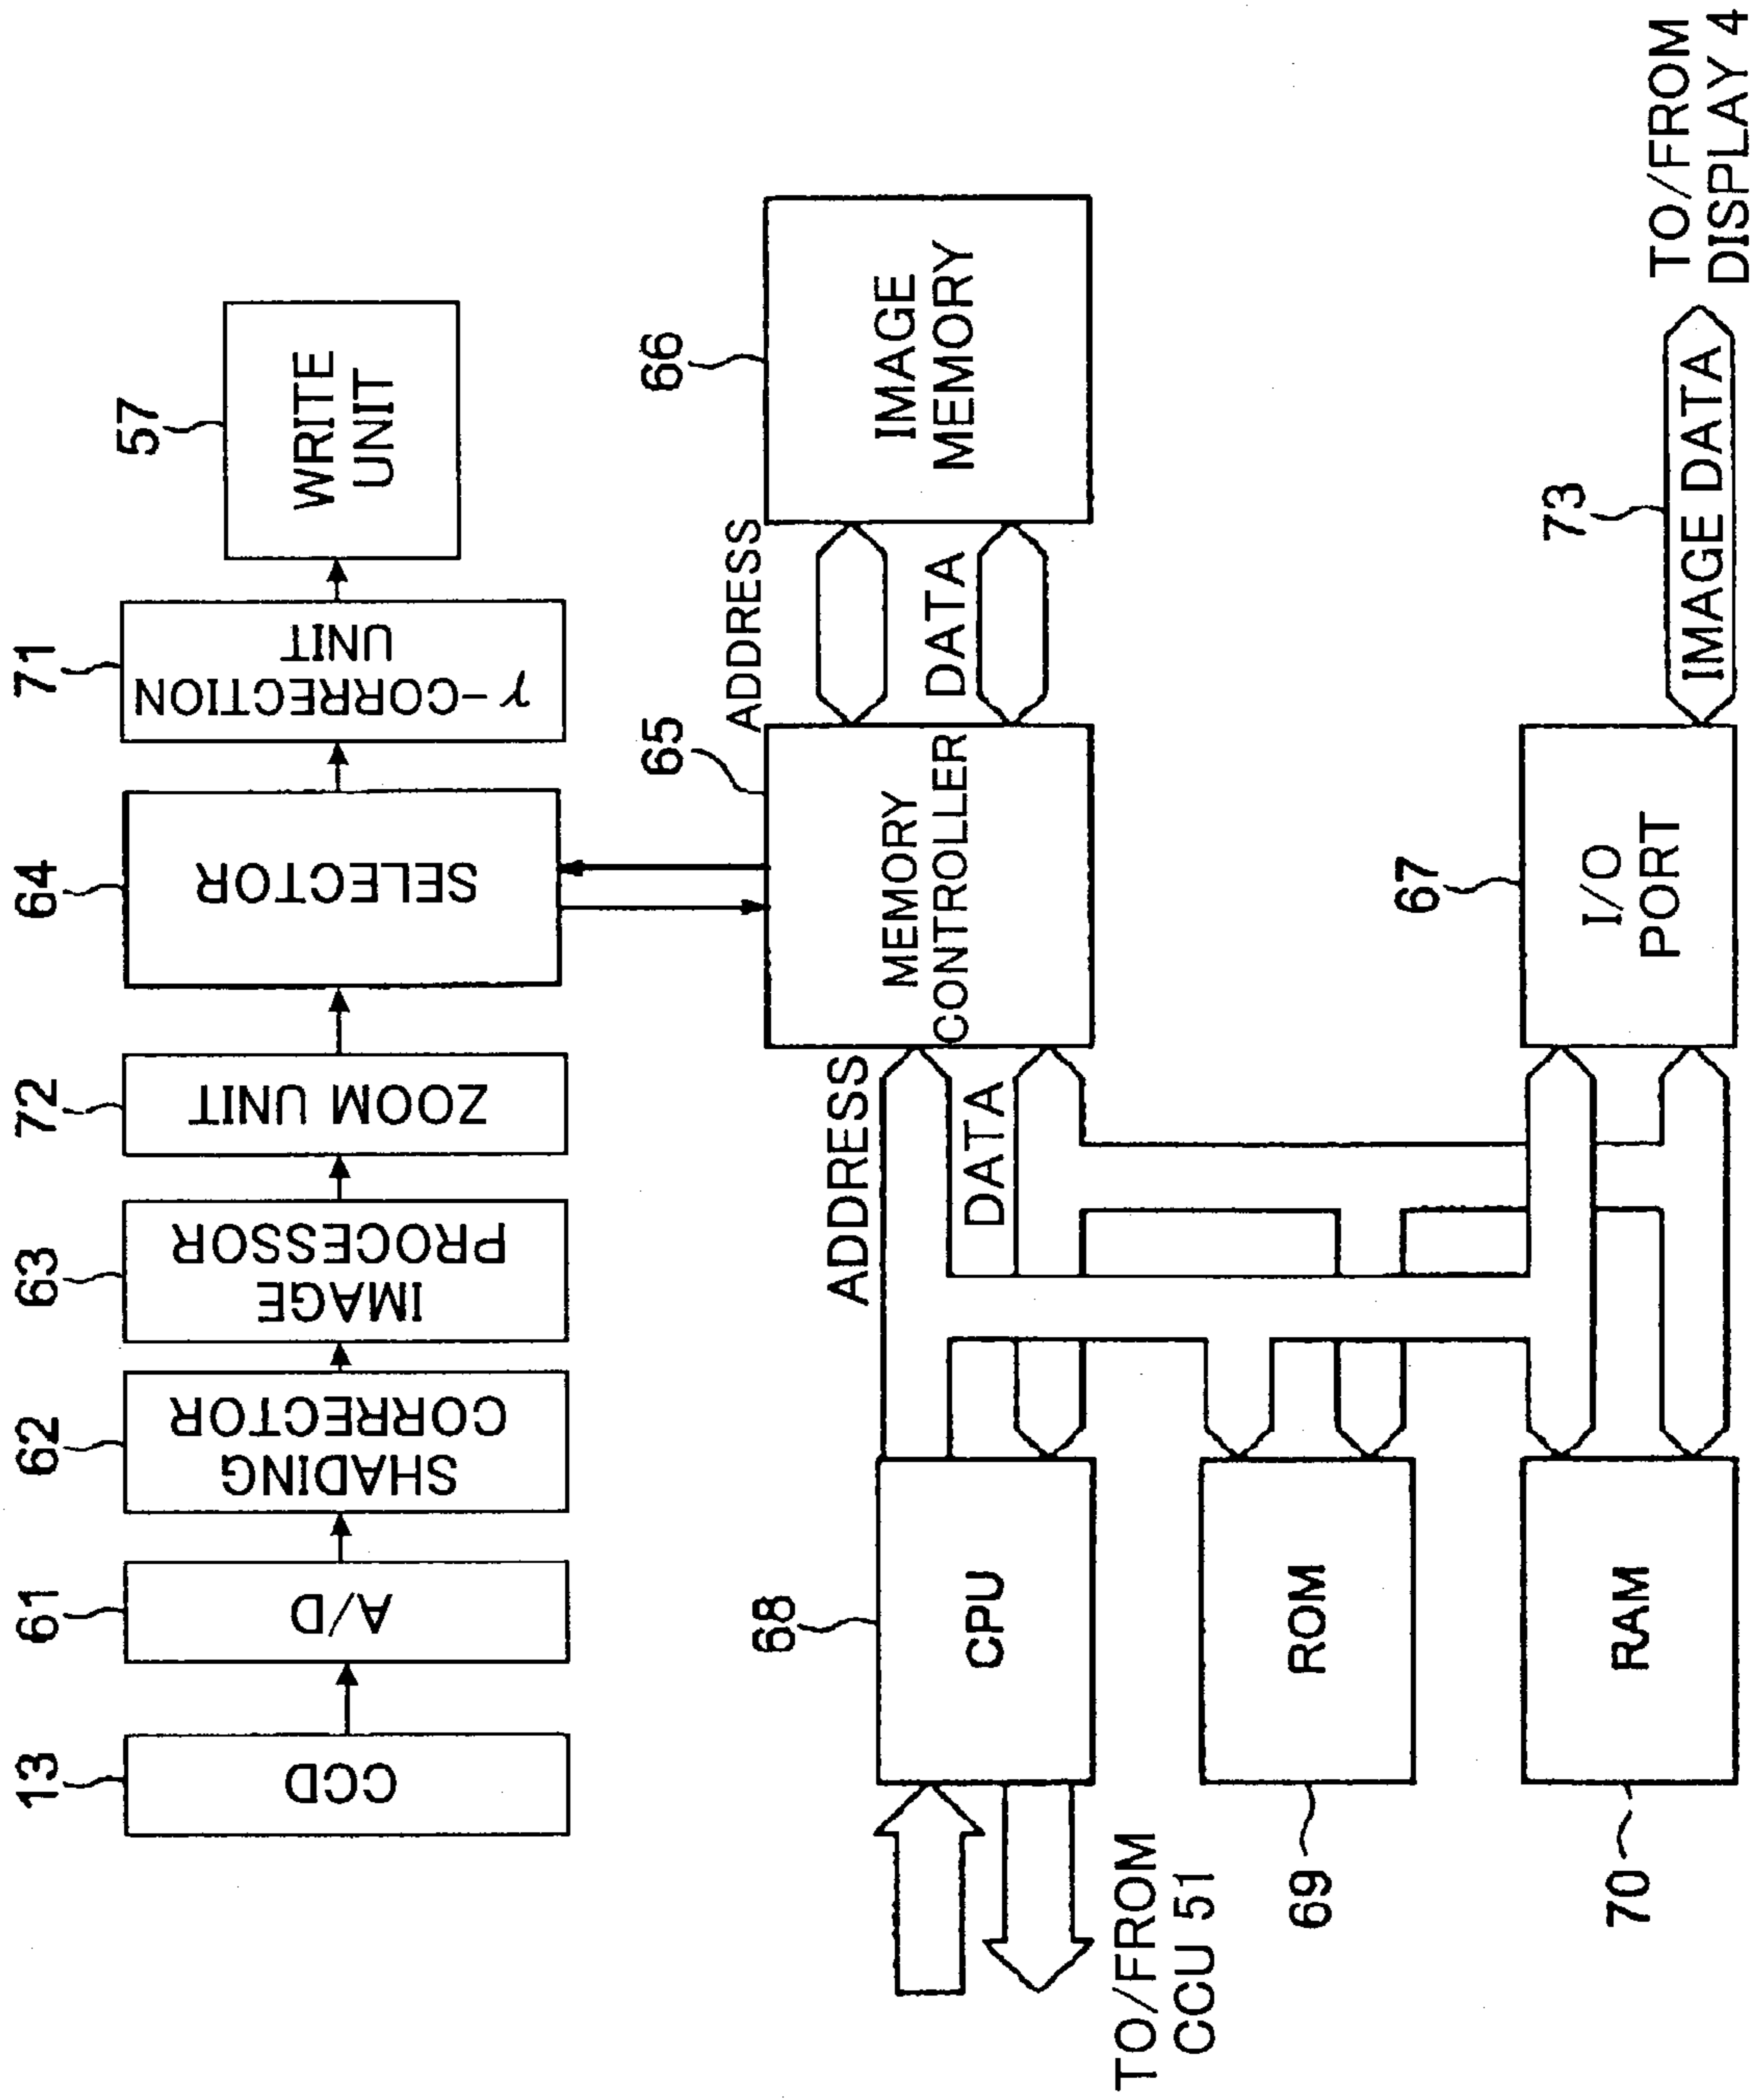 13
CCD
61
A/D
62
SHADING
CORRECTOR
63
IMAGE
PROCESSOR
72
ZOOM UNIT
64
SELECTOR
71
γ-CORRECTION
UNIT
57
WRITE
UNIT
65
MEMORY
CONTROLLER
ADDRESS
DATA
66
IMAGE
MEMORY
68
CPU
ADDRESS
DATA
TO/FROM
CCU 51
69
ROM
70
RAM
67
I/O
PORT
73
IMAGE DATA
TO/FROM
DISPLAY 4